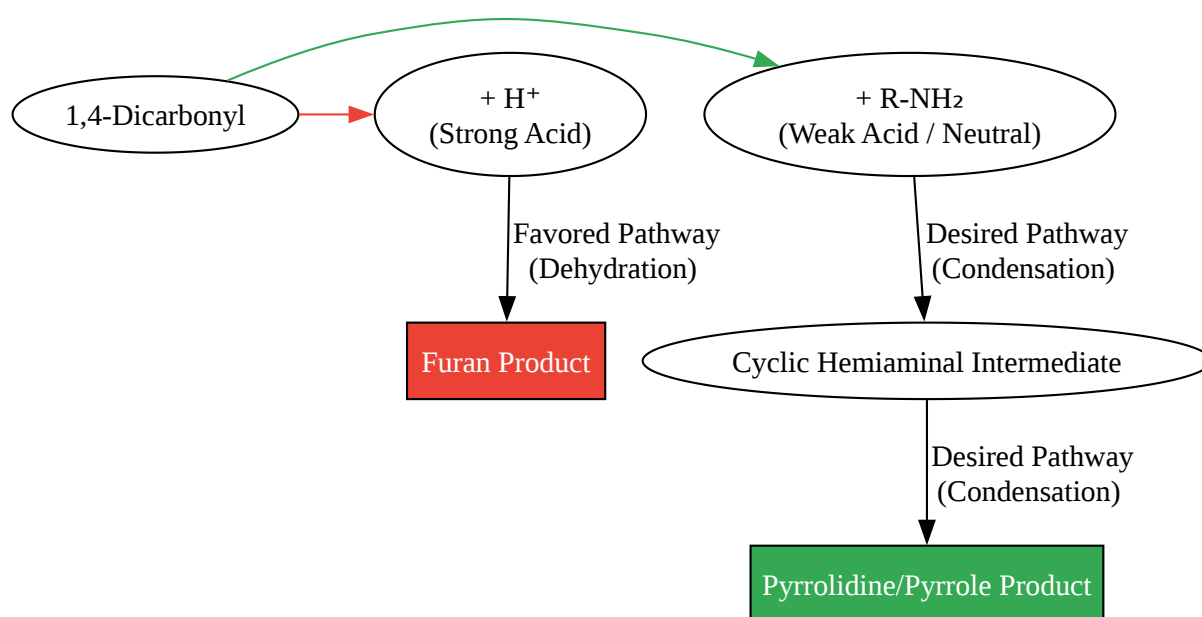 1,4-Dicarbonyl
+ H⁺
(Strong Acid)
+ R-NH₂
(Weak Acid / Neutral)
Favored Pathway
(Dehydration)
Desired Pathway
(Condensation)
Furan Product
Cyclic Hemiaminal Intermediate
Desired Pathway
(Condensation)
Pyrrolidine/Pyrrole Product